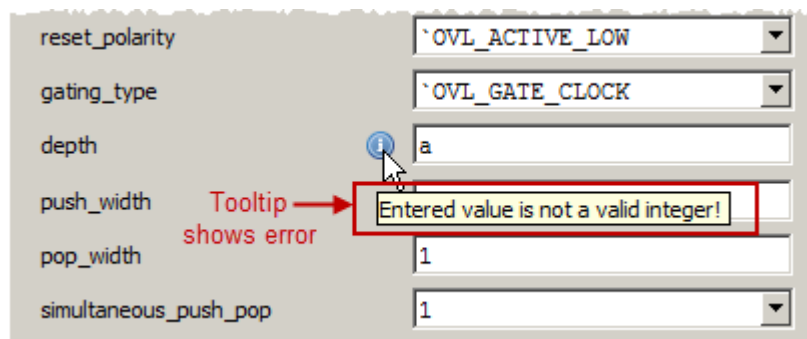 reset_polarity `OVL_ACTIVE_LOW
gating_type `OVL_GATE_CLOCK
depth a
push_width Tooltip Entered value is not a valid integer!
shows error
pop_width 1
simultaneous_push_pop 1